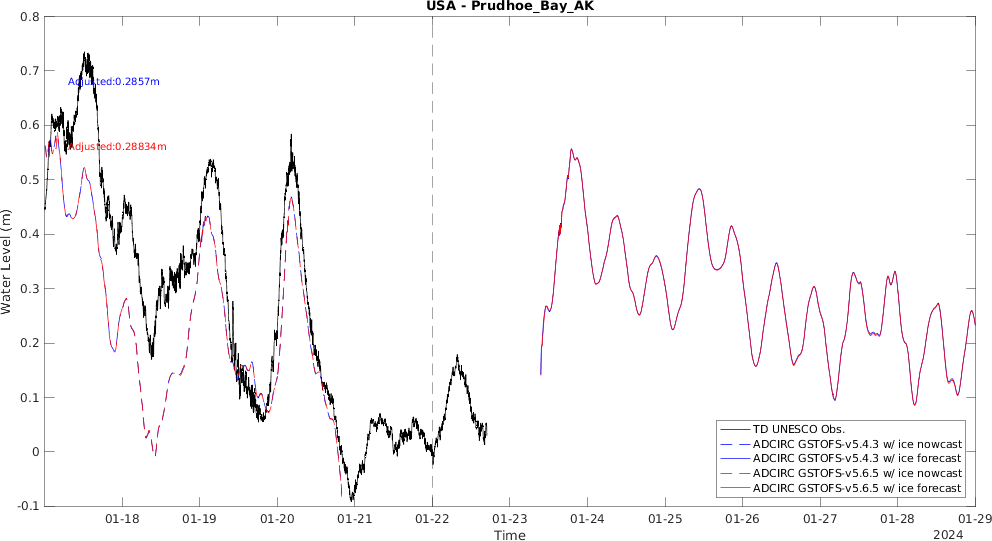 USA - Prudhoe_Bay_AK
0.8
0.7
0.6
0.5
0.4
0.3
0.2
0.1
0
-0.1
Water Level (m)
Adjusted:0.2857m
Adjusted:0.28834m
TD UNESCO Obs.
ADCIRC GSTOFS-v5.4.3 w/ ice nowcast
ADCIRC GSTOFS-v5.4.3 w/ ice forecast
ADCIRC GSTOFS-v5.6.5 w/ ice nowcast
ADCIRC GSTOFS-v5.6.5 w/ ice forecast
01-18 01-19 01-20 01-21 01-22 01-23 01-24 01-25 01-26 01-27 01-28 01-29
Time
2024